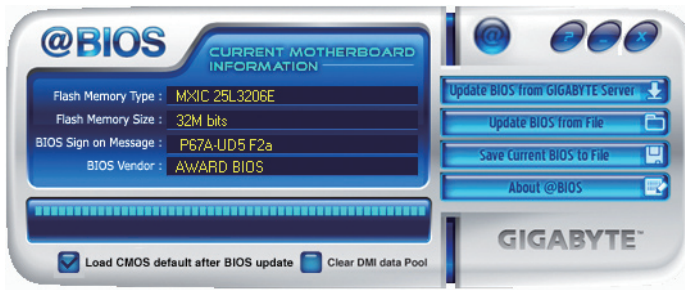 @BIOS
CURRENT MOTHERBOARD
INFORMATION
Flash Memory Type : MXIC 25L3206E
Flash Memory Size : 32M bits
BIOS Sign on Message : P67A-UD5 F2a
BIOS Vendor : AWARD BIOS
Load CMOS default after BIOS update
Clear DMI data Pool
@
? - X
Update BIOS from GIGABYTE Server
Update BIOS from File
Save Current BIOS to File
About @BIOS
GIGABYTE™